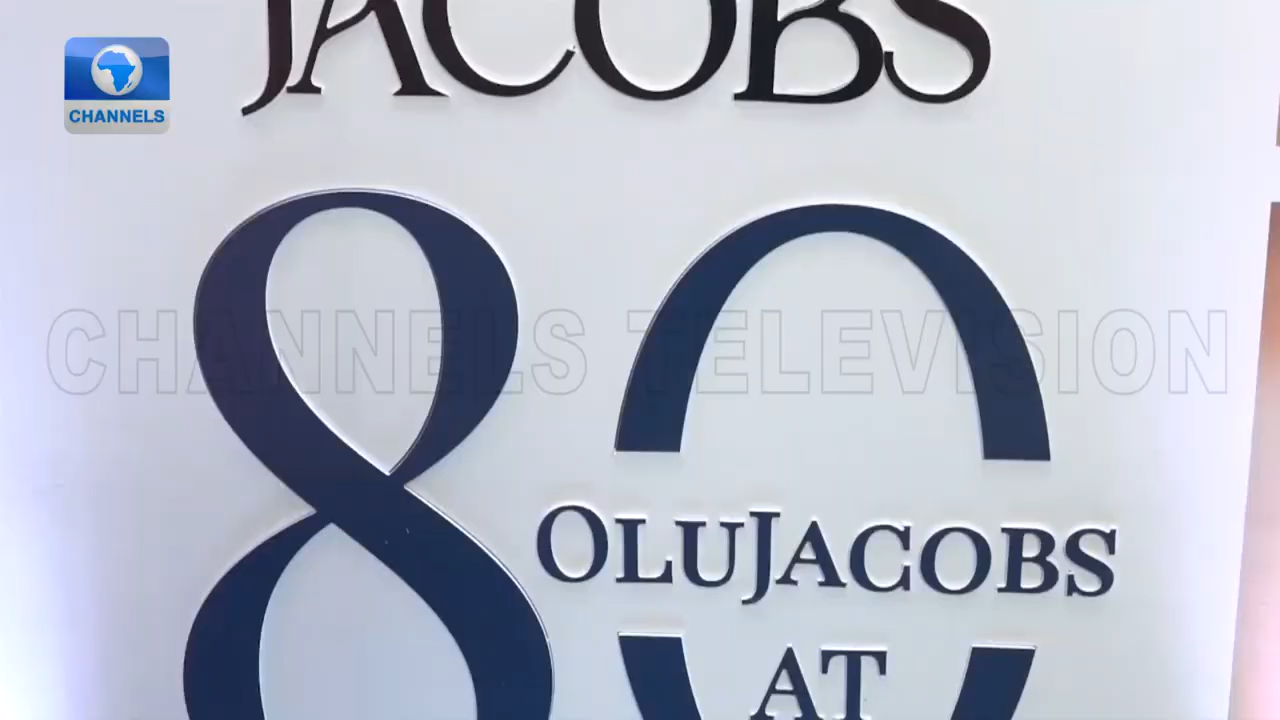 JACOBS
CHANNELS
80
CHANNELS TELEVISION
OLUJACOBS
AT